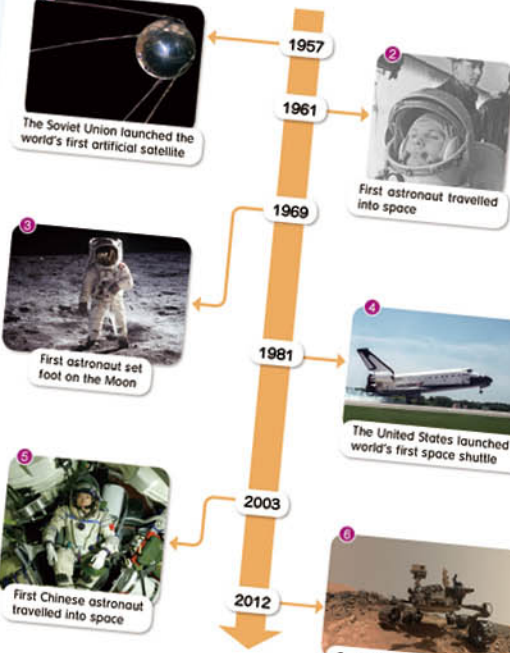 1957
The Soviet Union launched the
world's first artificial satellite
2
1961
First astronaut travelled
into space
1969
3
First astronaut set
foot on the Moon
4
1981
The United States launched
world's first space shuttle
5
2003
First Chinese astronaut
travelled into space
6
2012